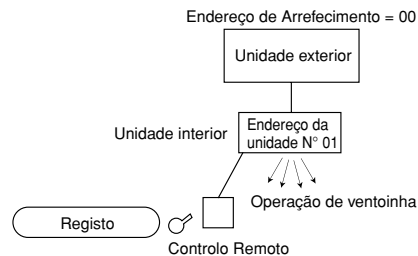 Endereço de Arrefecimento = 00
Unidade exterior
Unidade interior
Endereço da
unidade N° 01
Operação de ventoinha
Registo
Controlo Remoto